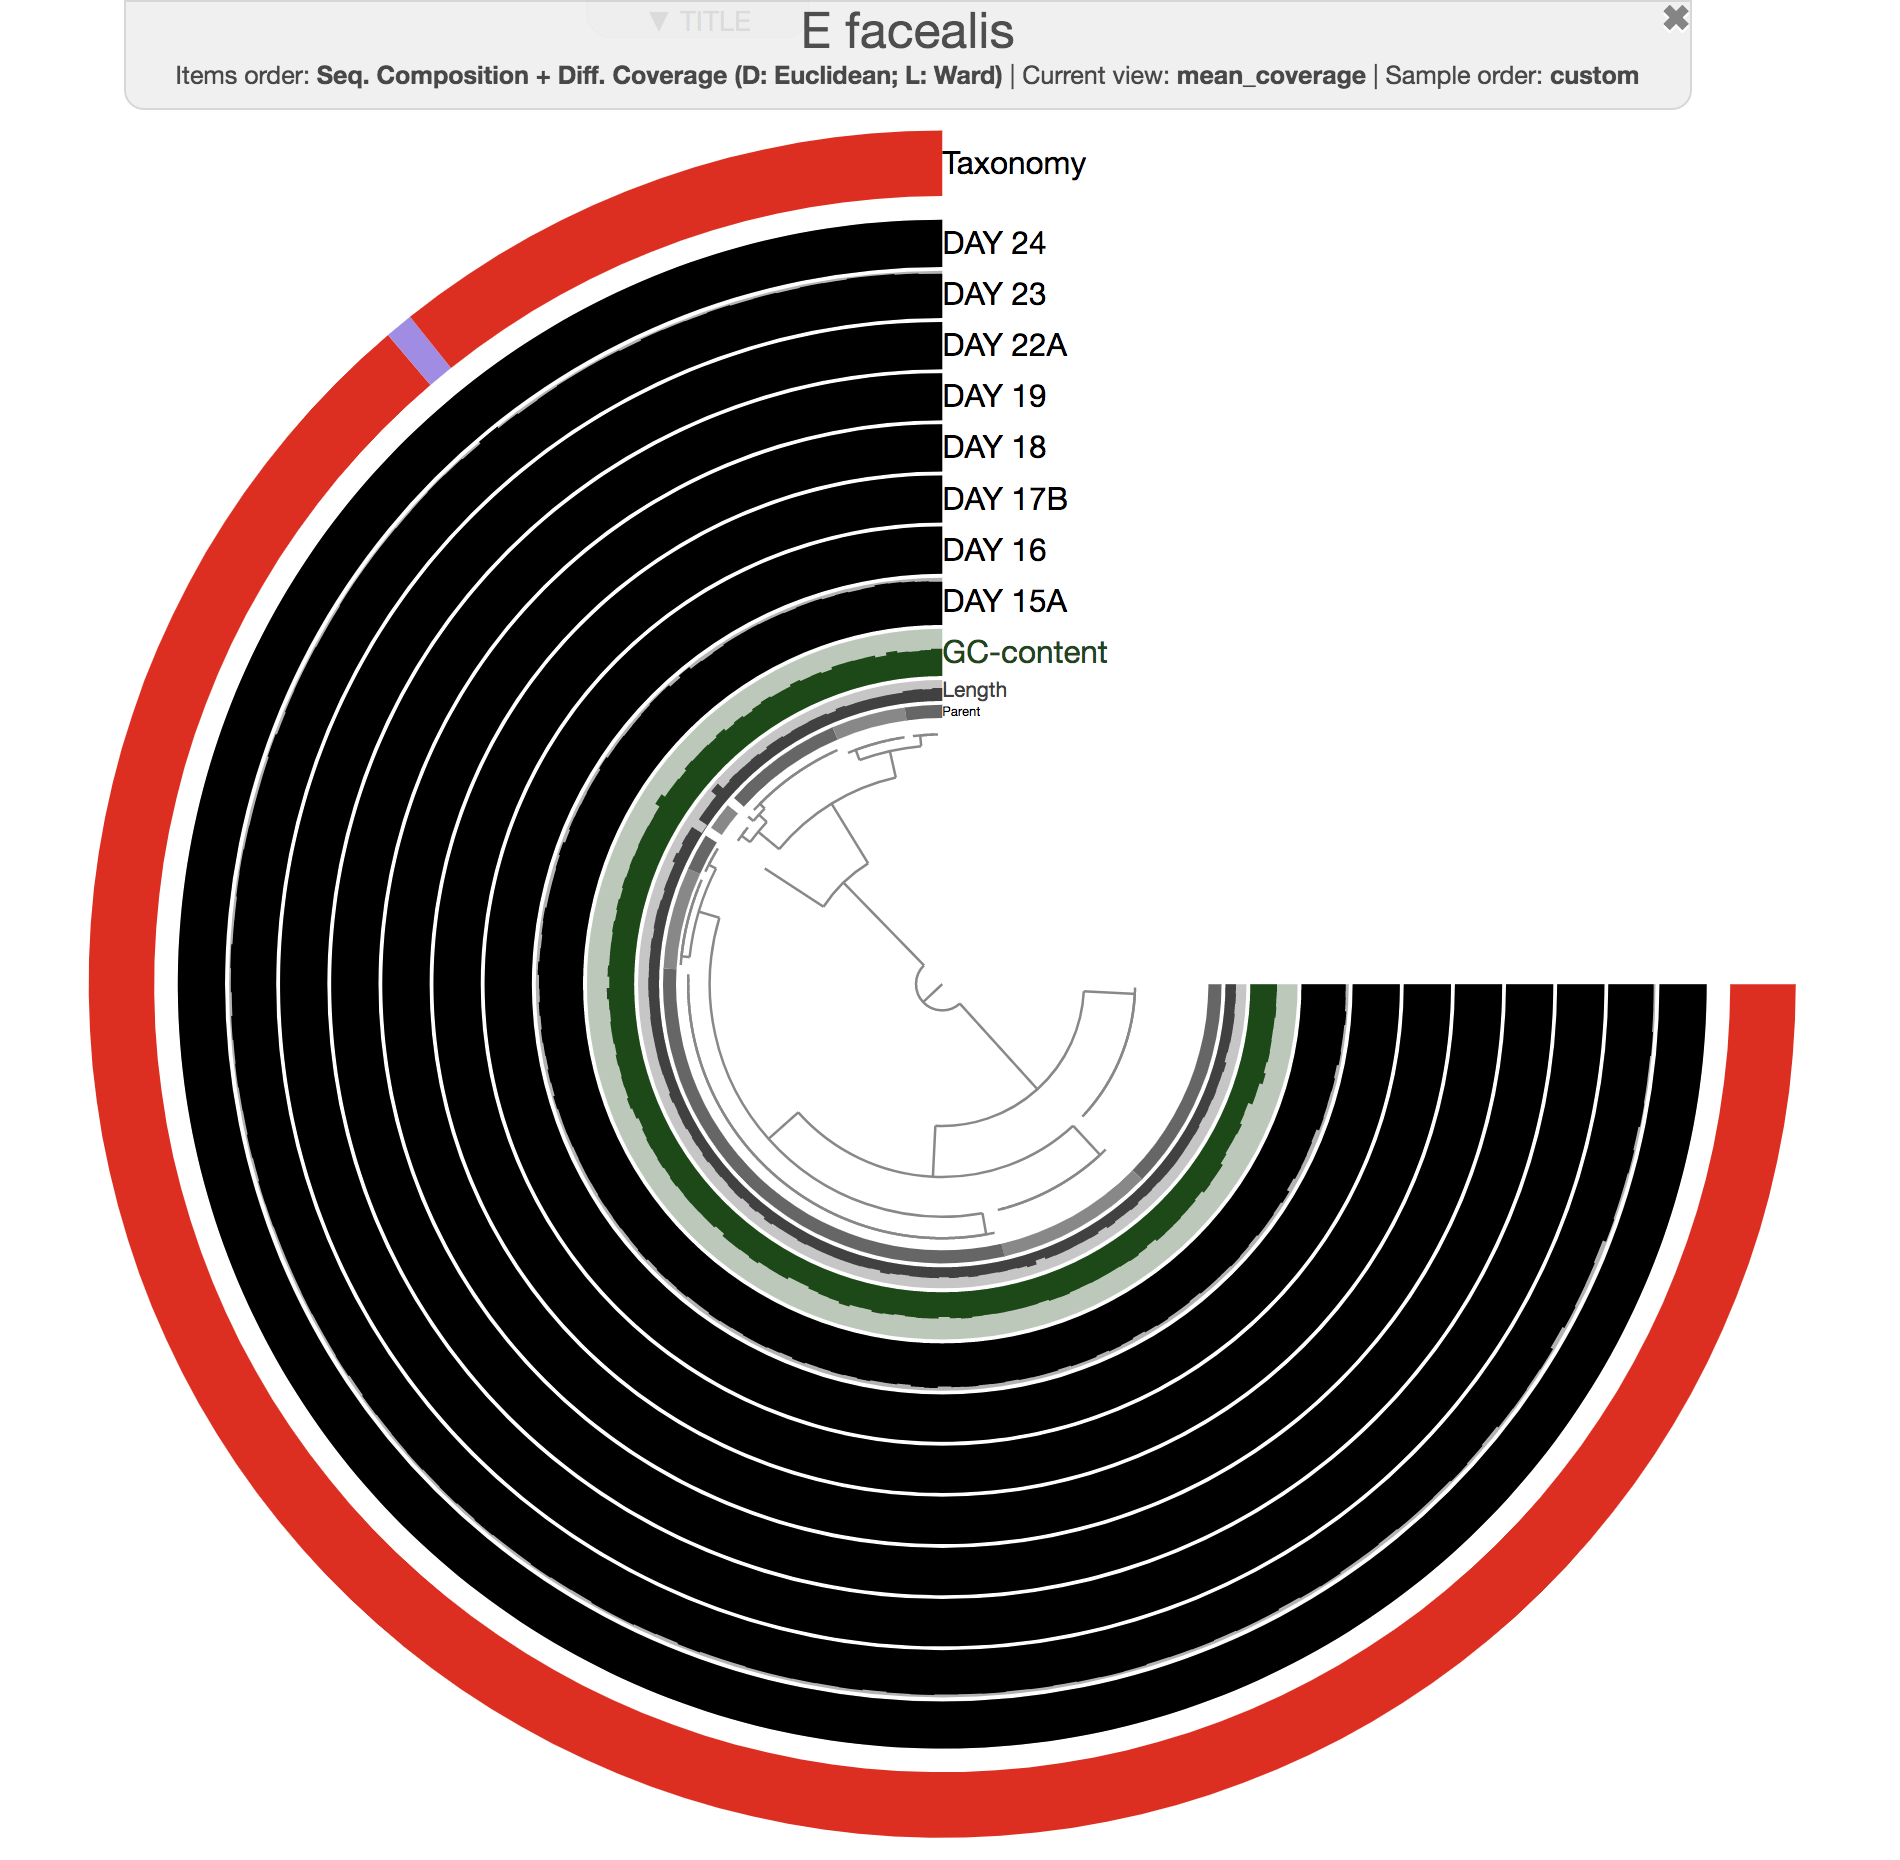 ▼ TITLE
E facealis
✖
Items order: Seq. Composition + Diff. Coverage (D: Euclidean; L: Ward) | Current view: mean_coverage | Sample order: custom
Taxonomy
DAY 24
DAY 23
DAY 22A
DAY 19
DAY 18
DAY 17B
DAY 16
DAY 15A
GC-content
Length
Parent